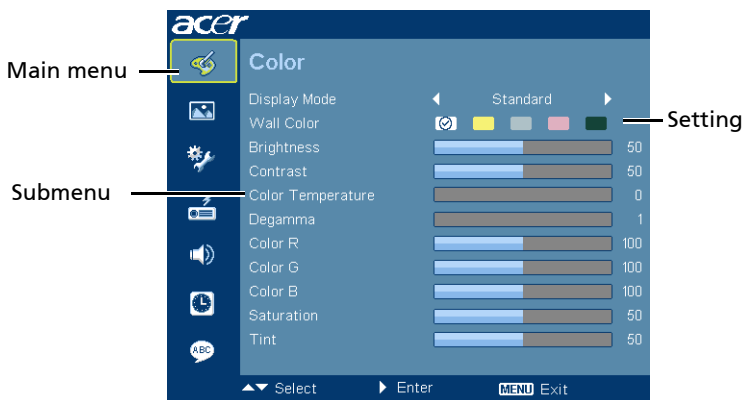 acer
Main menu
Color
Display Mode Standard
Wall Color
Setting
Brightness 50
Contrast 50
Submenu
Color Temperature 0
Degamma 1
Color R 100
Color G 100
Color B 100
Saturation 50
Tint 50
ABC
Select Enter MENU Exit